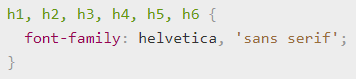 h1, h2, h3, h4, h5, h6 {
  font-family: helvetica, 'sans serif';
}